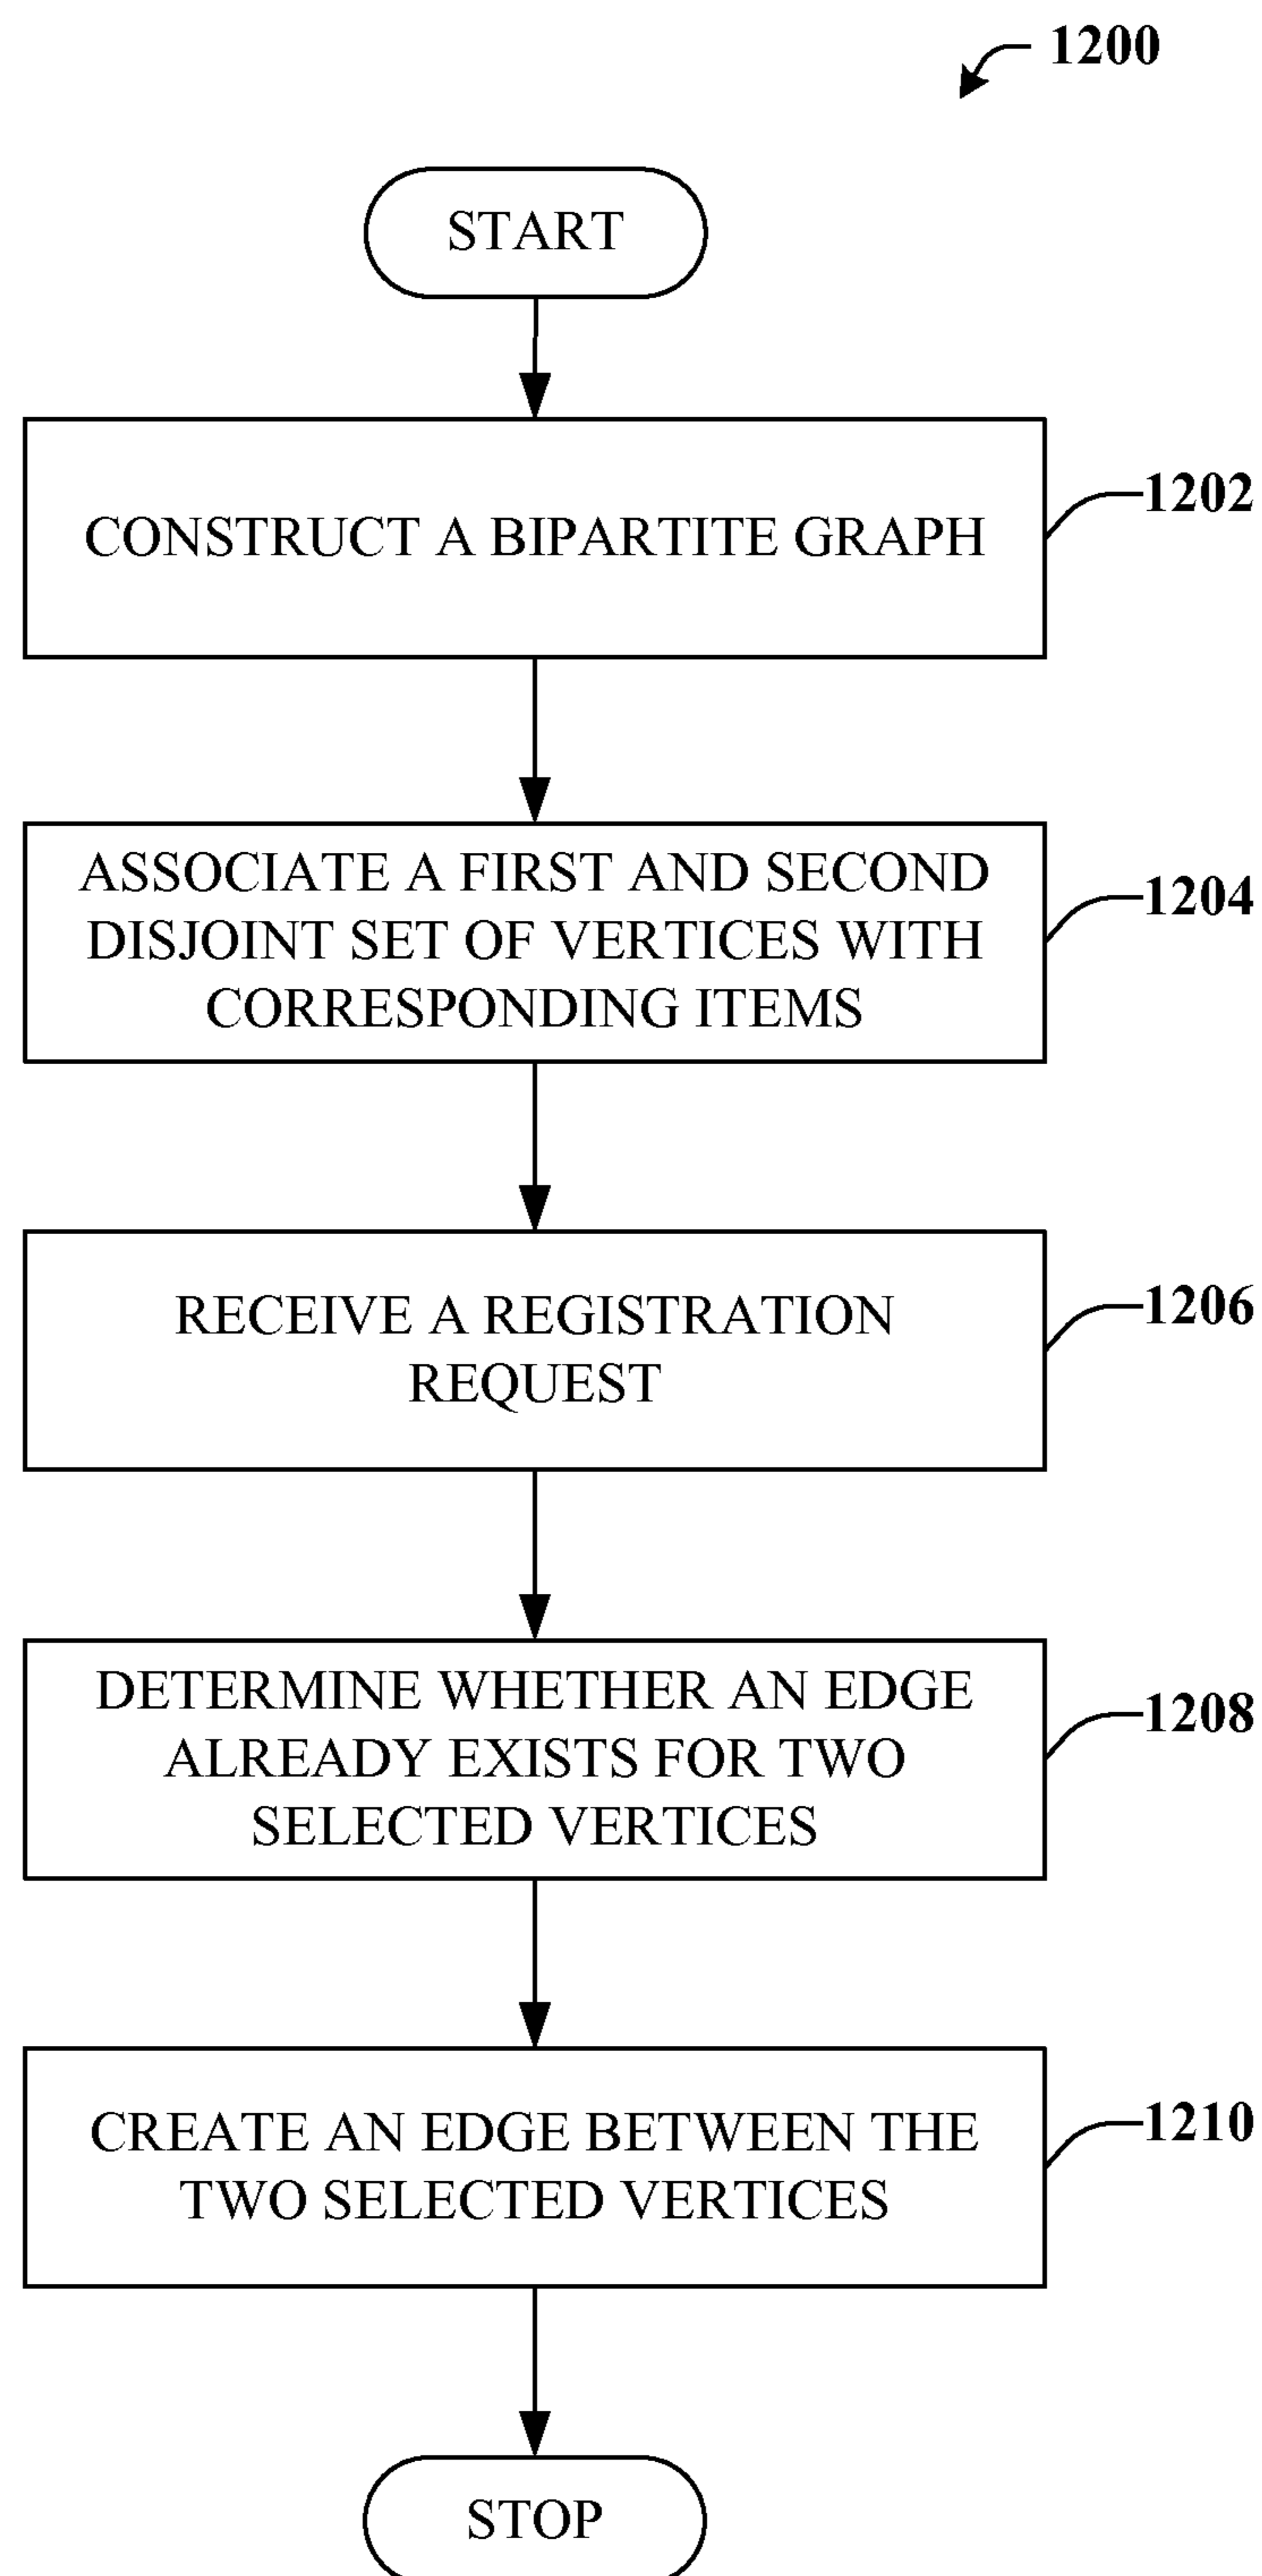 1200
START
CONSTRUCT A BIPARTITE GRAPH
1202
ASSOCIATE A FIRST AND SECOND
DISJOINT SET OF VERTICES WITH
CORRESPONDING ITEMS
1204
RECEIVE A REGISTRATION
REQUEST
1206
DETERMINE WHETHER AN EDGE
ALREADY EXISTS FOR TWO
SELECTED VERTICES
1208
CREATE AN EDGE BETWEEN THE
TWO SELECTED VERTICES
1210
STOP